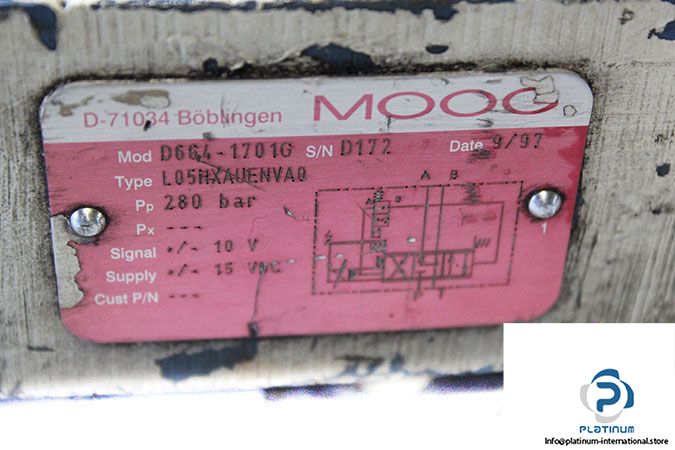 D-71034 Böblingen MOOG
Mod D664-1701G S/N D172 Date 9/97
Type L05HXAUENVA0
Pp 280 bar
Px ---
Signal +/- 10 V
Supply +/- 15 VDC
Cust P/N ---
A B
A B
P T
1
PLATINUM
Info@platinum-international.store